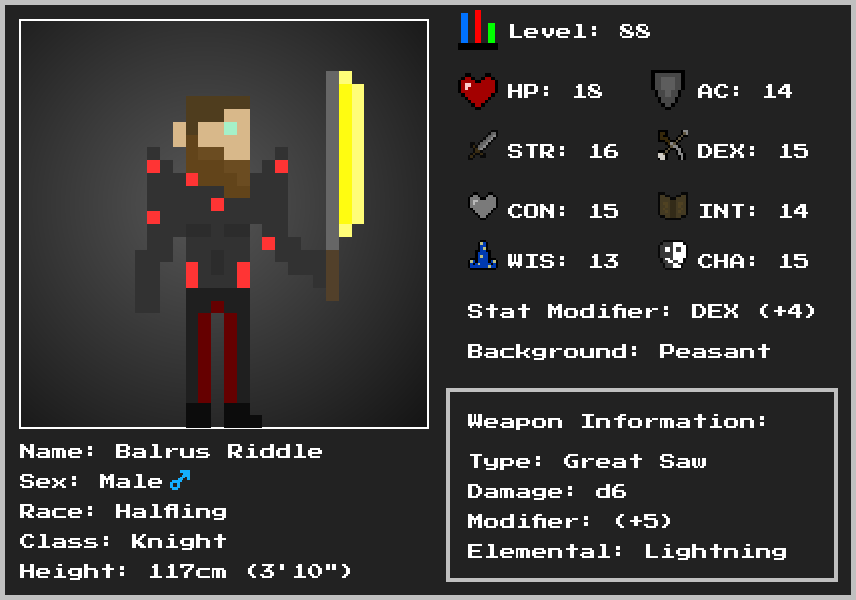 Level: 88
HP: 18
AC: 14
STR: 16
DEX: 15
CON: 15
INT: 14
WIS: 13
CHA: 15
Stat Modifier: DEX (+4)
Background: Peasant
Weapon Information:
Type: Great Saw
Damage: d6
Modifier: (+5)
Elemental: Lightning
Name: Balrus Riddle
Sex: Male♂
Race: Halfling
Class: Knight
Height: 117cm (3'10")